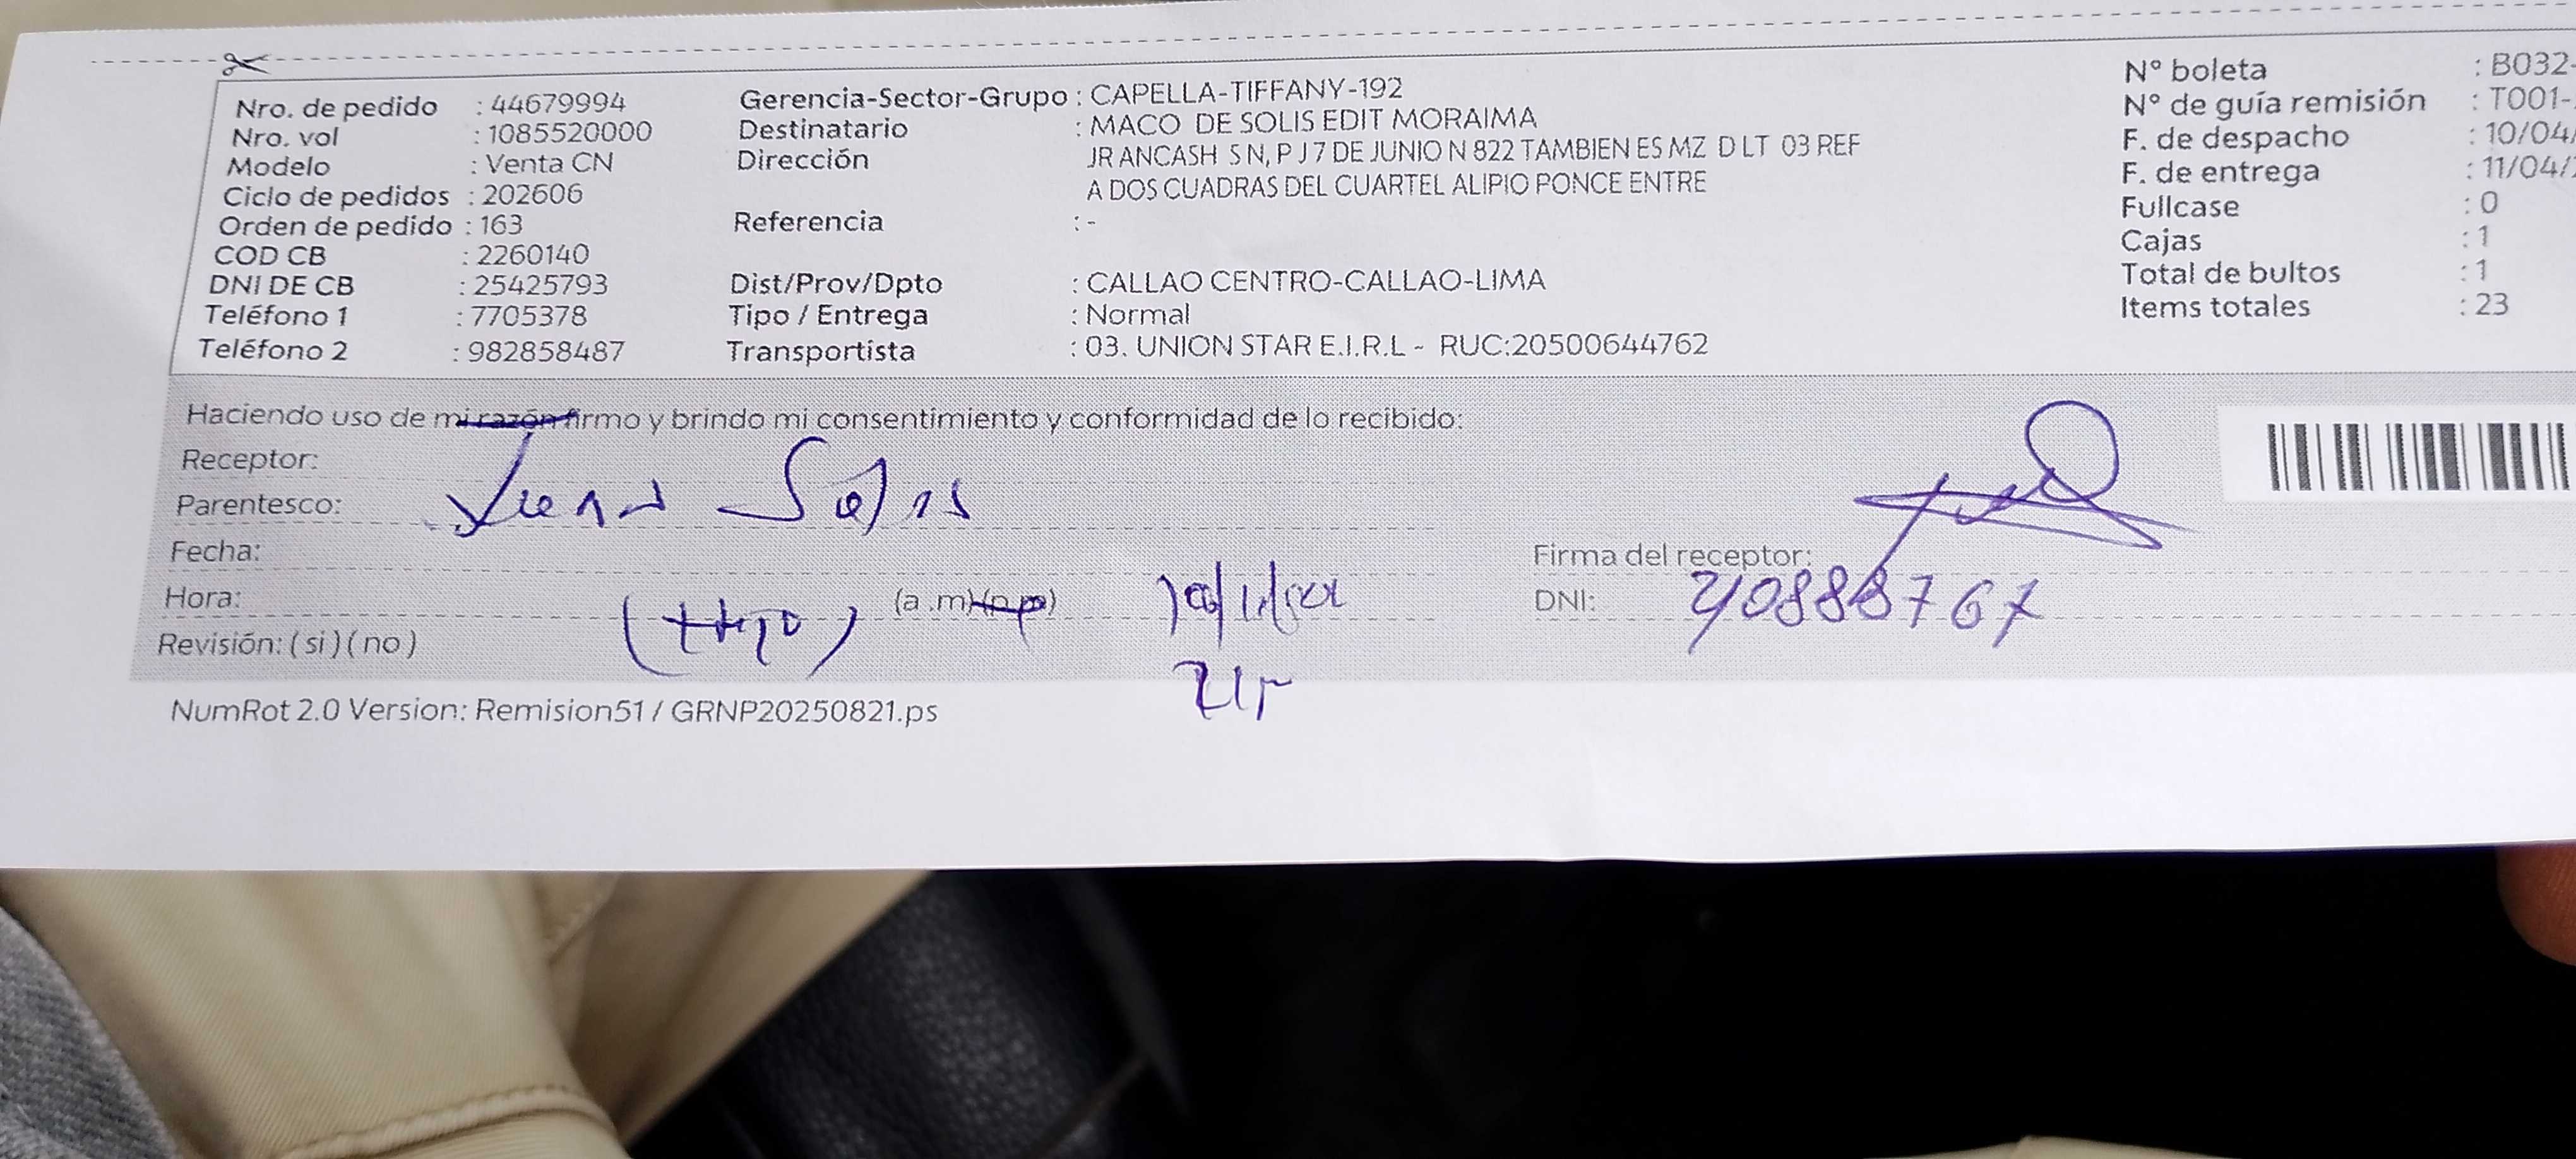 Nro. de pedido : 44679994
Nro. vol : 1085520000
Modelo : Venta CN
Ciclo de pedidos : 202606
Orden de pedido : 163
COD CB : 2260140
DNI DE CB : 25425793
Teléfono 1 : 7705378
Teléfono 2 : 982858487
Gerencia-Sector-Grupo : CAPELLA-TIFFANY-192
Destinatario : MACO DE SOLIS EDIT MORAIMA
Dirección JR ANCASH S N, P J 7 DE JUNIO N 822 TAMBIEN ES MZ D LT 03 REF
A DOS CUADRAS DEL CUARTEL ALIPIO PONCE ENTRE
Referencia : -
Dist/Prov/Dpto : CALLAO CENTRO-CALLAO-LIMA
Tipo / Entrega : Normal
Transportista : 03. UNION STAR E.I.R.L - RUC:20500644762
N° boleta : B032-
N° de guía remisión : T001-
F. de despacho : 10/04/
F. de entrega : 11/04/
Fullcase : 0
Cajas : 1
Total de bultos : 1
Items totales : 23
Haciendo uso de mi razón firmo y brindo mi consentimiento y conformidad de lo recibido:
Receptor:
Parentesco: Solis
Fecha:
Hora: (a .m) (p.m)
Revisión: ( si ) ( no )
Firma del receptor:
DNI:
NumRot 2.0 Version: Remision51 / GRNP20250821.ps